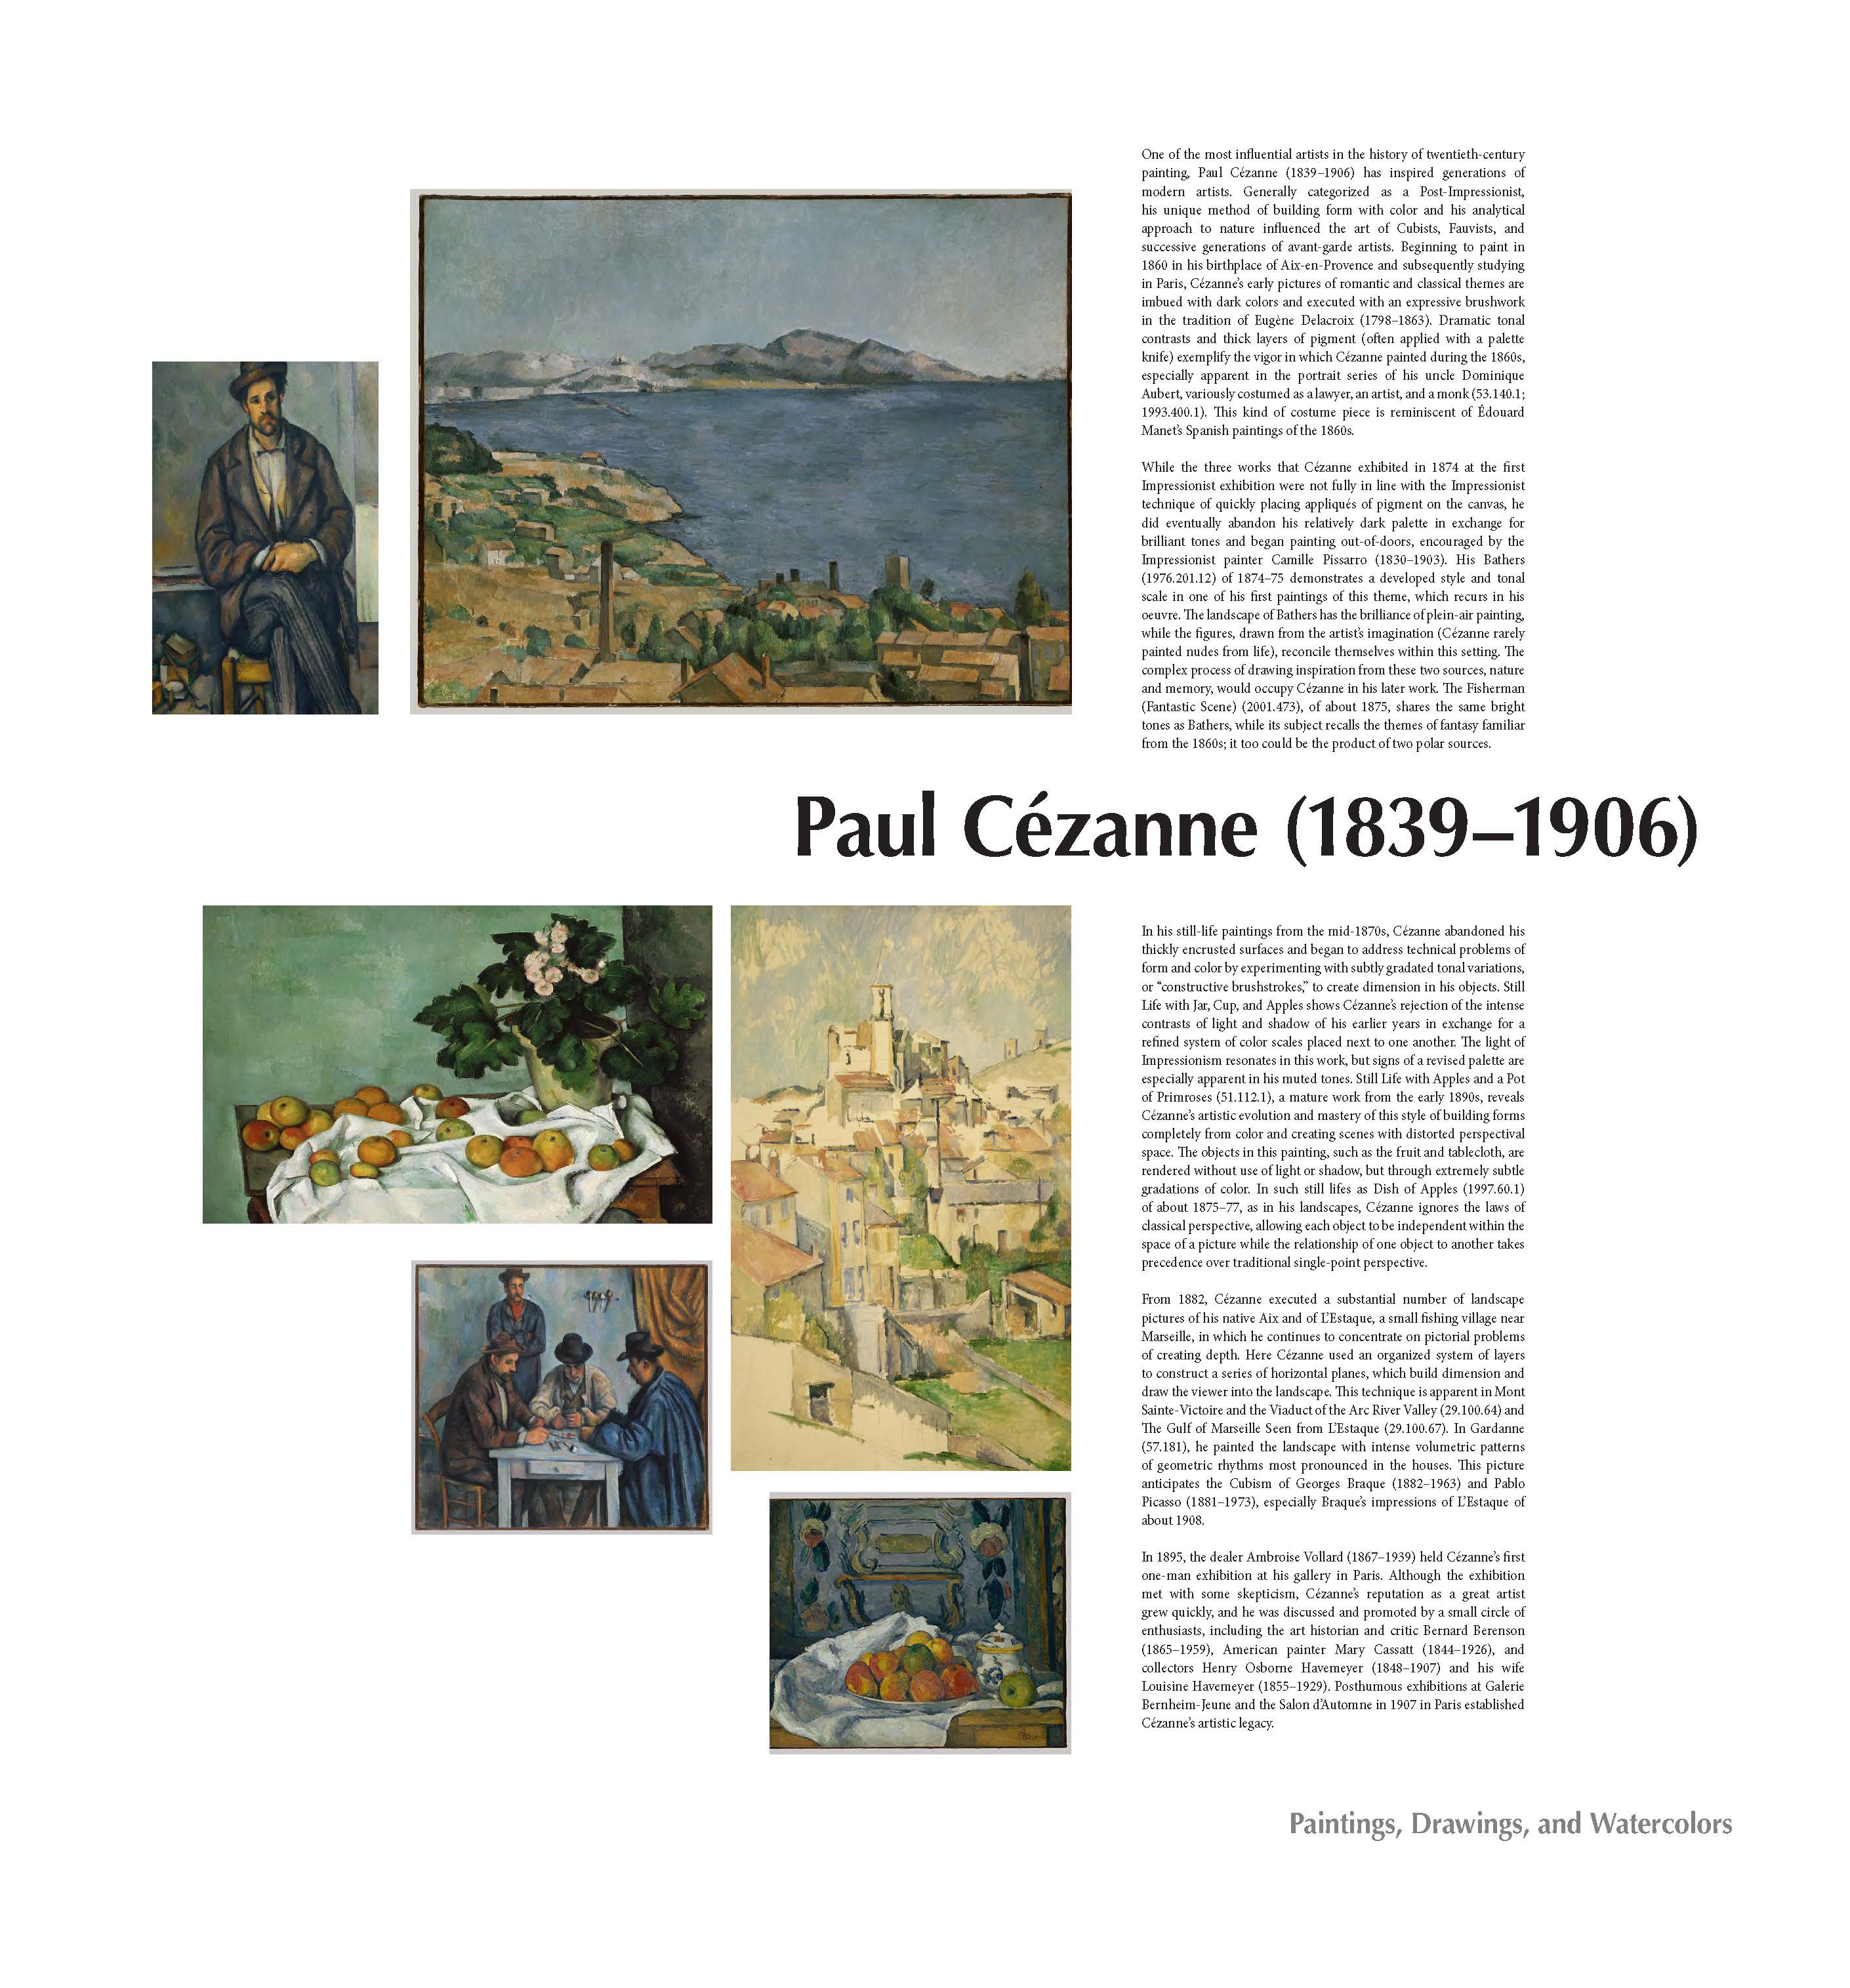 One of the most influential artists in the history of twentieth-century
painting, Paul Cézanne (1839–1906) has inspired generations of
modern artists. Generally categorized as a Post-Impressionist,
his unique method of building form with color and his analytical
approach to nature influenced the art of Cubists, Fauvists, and
successive generations of avant-garde artists. Beginning to paint in
1860 in his birthplace of Aix-en-Provence and subsequently studying
in Paris, Cézanne’s early pictures of romantic and classical themes are
imbued with dark colors and executed with an expressive brushwork
in the tradition of Eugène Delacroix (1798–1863). Dramatic tonal
contrasts and thick layers of pigment (often applied with a palette
knife) exemplify the vigor in which Cézanne painted during the 1860s,
especially apparent in the portrait series of his uncle Dominique
Aubert, variously costumed as a lawyer, an artist, and a monk (53.140.1;
1993.400.1). This kind of costume piece is reminiscent of Édouard
Manet’s Spanish paintings of the 1860s.
While the three works that Cézanne exhibited in 1874 at the first
Impressionist exhibition were not fully in line with the Impressionist
technique of quickly placing appliqués of pigment on the canvas, he
did eventually abandon his relatively dark palette in exchange for
brilliant tones and began painting out-of-doors, encouraged by the
Impressionist painter Camille Pissarro (1830–1903). His Bathers
(1976.201.12) of 1874–75 demonstrates a developed style and tonal
scale in one of his first paintings of this theme, which recurs in his
oeuvre. The landscape of Bathers has the brilliance of plein-air painting,
while the figures, drawn from the artist’s imagination (Cézanne rarely
painted nudes from life), reconcile themselves within this setting. The
complex process of drawing inspiration from these two sources, nature
and memory, would occupy Cézanne in his later work. The Fisherman
(Fantastic Scene) (2001.473), of about 1875, shares the same bright
tones as Bathers, while its subject recalls the themes of fantasy familiar
from the 1860s; it too could be the product of two polar sources.
Paul Cézanne (1839–1906)
In his still-life paintings from the mid-1870s, Cézanne abandoned his
thickly encrusted surfaces and began to address technical problems of
form and color by experimenting with subtly gradated tonal variations,
or “constructive brushstrokes,” to create dimension in his objects. Still
Life with Jar, Cup, and Apples shows Cézanne’s rejection of the intense
contrasts of light and shadow of his earlier years in exchange for a
refined system of color scales placed next to one another. The light of
Impressionism resonates in this work, but signs of a revised palette are
especially apparent in his muted tones. Still Life with Apples and a Pot
of Primroses (51.112.1), a mature work from the early 1890s, reveals
Cézanne’s artistic evolution and mastery of this style of building forms
completely from color and creating scenes with distorted perspectival
space. The objects in this painting, such as the fruit and tablecloth, are
rendered without use of light or shadow, but through extremely subtle
gradations of color. In such still lifes as Dish of Apples (1997.60.1)
of about 1875–77, as in his landscapes, Cézanne ignores the laws of
classical perspective, allowing each object to be independent within the
space of a picture while the relationship of one object to another takes
precedence over traditional single-point perspective.
From 1882, Cézanne executed a substantial number of landscape
pictures of his native Aix and of L’Estaque, a small fishing village near
Marseille, in which he continues to concentrate on pictorial problems
of creating depth. Here Cézanne used an organized system of layers
to construct a series of horizontal planes, which build dimension and
draw the viewer into the landscape. This technique is apparent in Mont
Sainte-Victoire and the Viaduct of the Arc River Valley (29.100.64) and
The Gulf of Marseille Seen from L’Estaque (29.100.67). In Gardanne
(57.181), he painted the landscape with intense volumetric patterns
of geometric rhythms most pronounced in the houses. This picture
anticipates the Cubism of Georges Braque (1882–1963) and Pablo
Picasso (1881–1973), especially Braque’s impressions of L’Estaque of
about 1908.
In 1895, the dealer Ambroise Vollard (1867–1939) held Cézanne’s first
one-man exhibition at his gallery in Paris. Although the exhibition
met with some skepticism, Cézanne’s reputation as a great artist
grew quickly, and he was discussed and promoted by a small circle of
enthusiasts, including the art historian and critic Bernard Berenson
(1865–1959), American painter Mary Cassatt (1844–1926), and
collectors Henry Osborne Havemeyer (1848–1907) and his wife
Louisine Havemeyer (1855–1929). Posthumous exhibitions at Galerie
Bernheim-Jeune and the Salon d’Automne in 1907 in Paris established
Cézanne’s artistic legacy.
Paintings, Drawings, and Watercolors